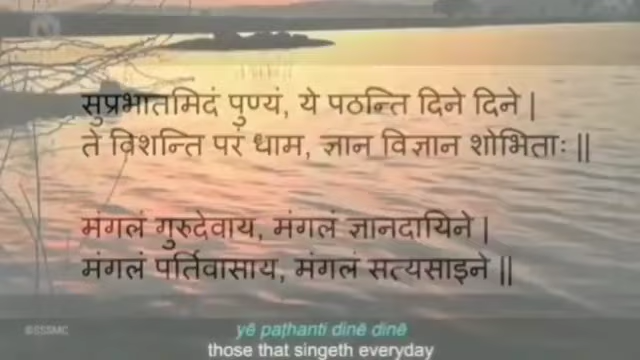 सुप्रभातमिदं पुण्यं, ये पठन्ति दिने दिने |
ते विशन्ति परं धाम, ज्ञान विज्ञान शोभिताः ||
मंगलं गुरुदेवाय, मंगलं ज्ञानदायिने |
मंगलं पर्तिवासाय, मंगलं सत्यसाइने ||
©SSSMC
yē paṭhanti dinē dinē
those that singeth everyday